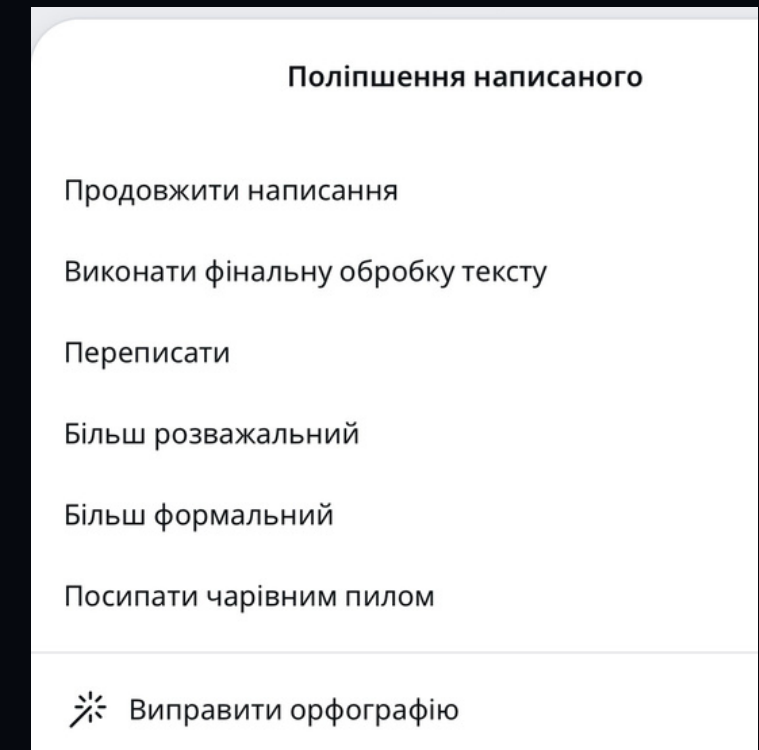 Поліпшення написаного
Продовжити написання
Виконати фінальну обробку тексту
Переписати
Більш розважальний
Більш формальний
Посипати чарівним пилом
Виправити орфографію